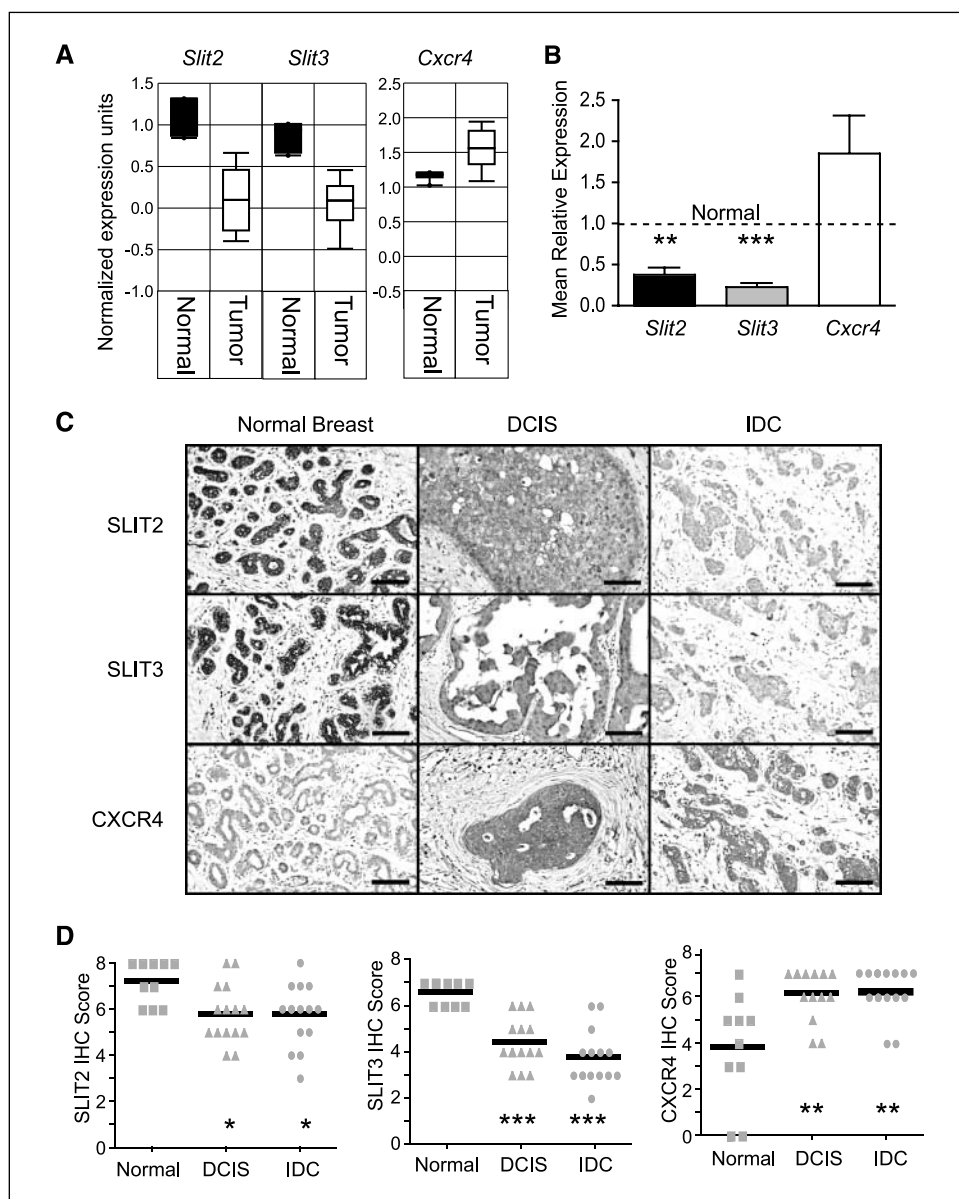 A
Slit2 Slit3 Cxcr4
Normalized expression units
1.5
1.0
0.5
0.0
-0.5
-1.0
2.5
2.0
1.5
1.0
0.5
0.0
-0.5
Normal
Tumor
Normal
Tumor
Normal
Tumor
B
Mean Relative Expression
2.5
2.0
1.5
1.0
0.5
0.0
Normal
** ***
Slit2 Slit3 Cxcr4
C
Normal Breast DCIS IDC
SLIT2
SLIT3
CXCR4
D
SLIT2 IHC Score
8
6
4
2
0
* *
Normal DCIS IDC
SLIT3 IHC Score
8
6
4
2
0
*** ***
Normal DCIS IDC
CXCR4 IHC Score
8
6
4
2
0
** **
Normal DCIS IDC